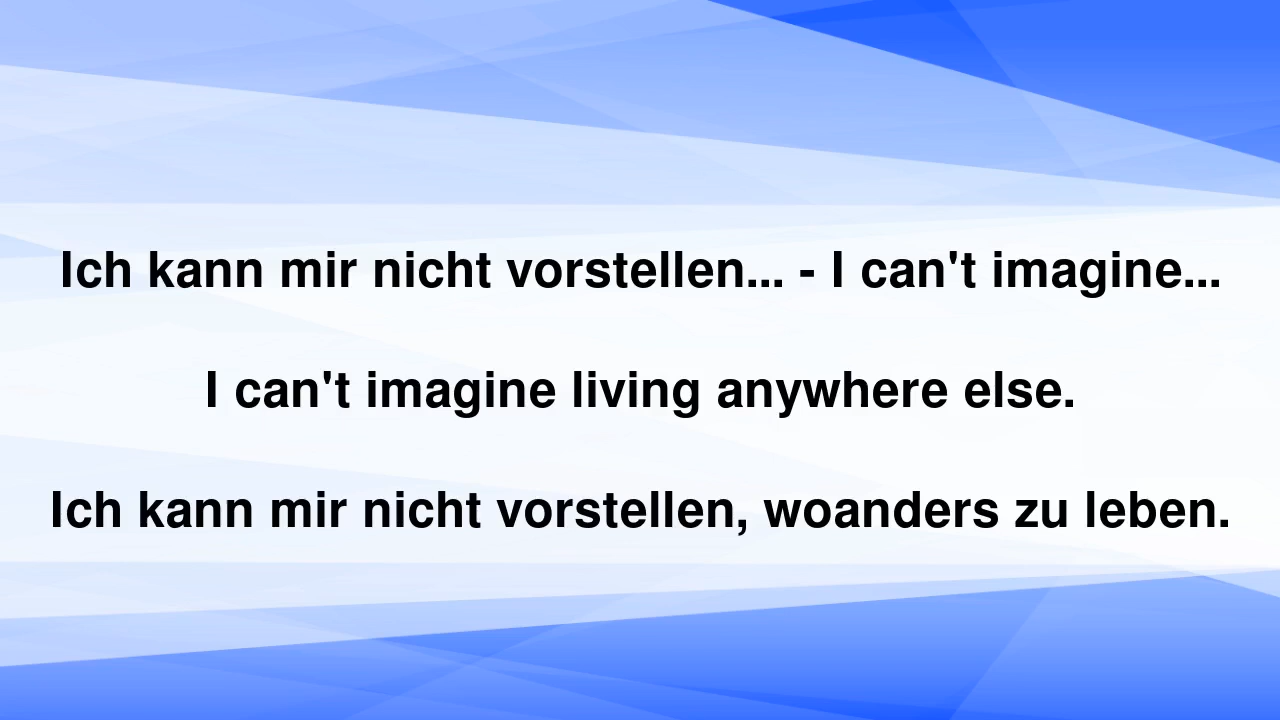 Ich kann mir nicht vorstellen... - I can't imagine...
I can't imagine living anywhere else.
Ich kann mir nicht vorstellen, woanders zu leben.